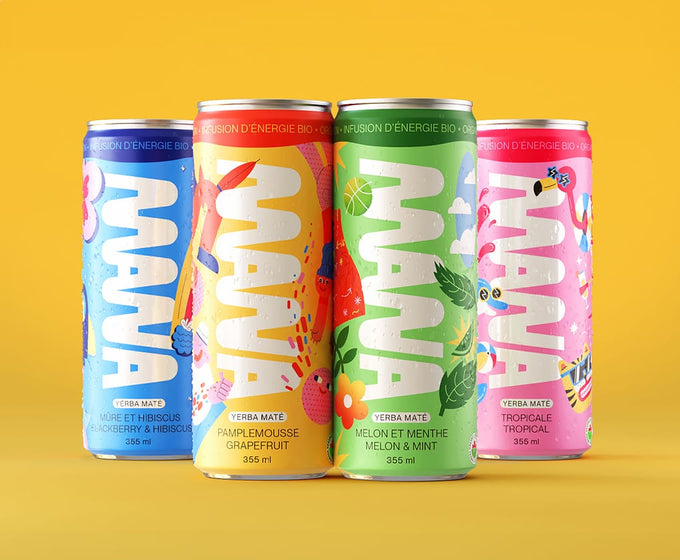 INFUSION D'ÉNERGIE BIO
MANA
YERBA MATÉ
MÛRE ET HIBISCUS
BLACKBERRY & HIBISCUS
355 ml
INFUSION D'ÉNERGIE BIO •
MANA
YERBA MATÉ
PAMPLEMOUSSE
GRAPEFRUIT
355 ml
• INFUSION D'ÉNERGIE BIO •
MANA
YERBA MATÉ
MELON ET MENTHE
MELON & MINT
355 ml
INFUSION D'ÉNERGIE BIO •
MANA
YERBA MATÉ
TROPICALE
TROPICAL
355 ml